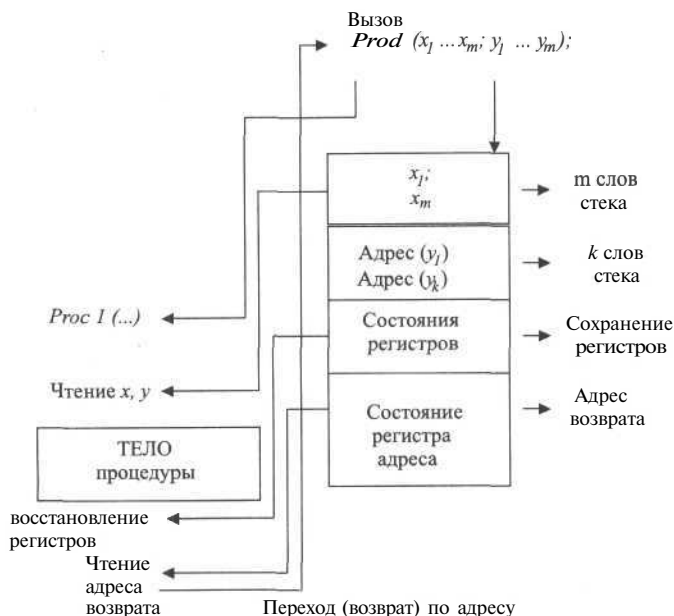 Вызов
Prod (x₁ ... xₘ; y₁ ... yₘ);
x₁;
xₘ
m слов
стека
Адрес (y₁)
Адрес (yₖ)
k слов
стека
Proc 1 (...)
Состояния
регистров
Сохранение
регистров
Чтение x, y
Состояние
регистра
адреса
Адрес
возврата
ТЕЛО
процедуры
восстановление
регистров
Чтение
адреса
возврата
Переход (возврат) по адресу